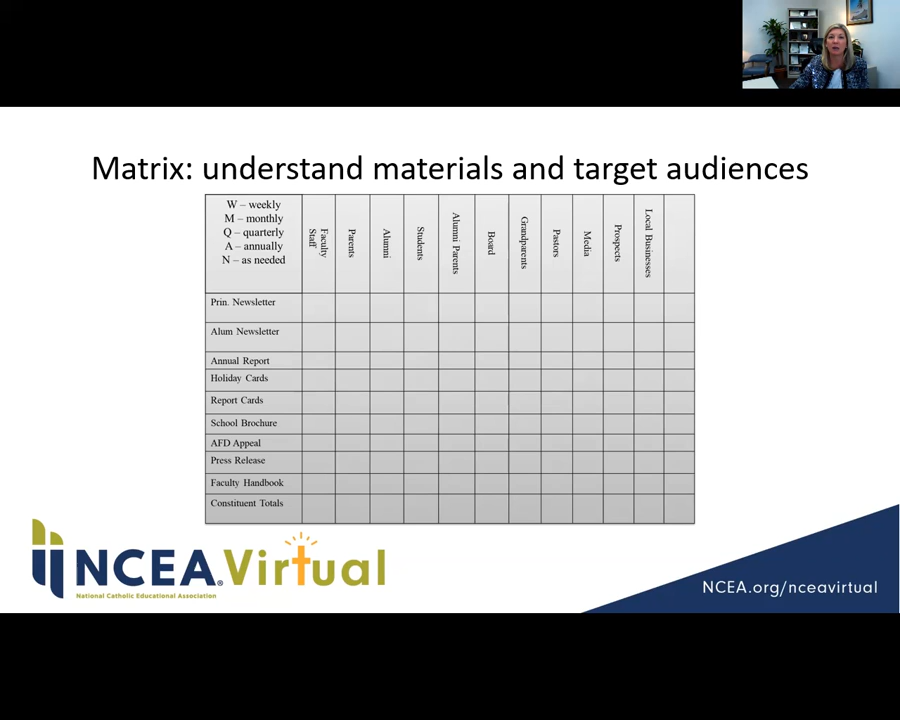 Matrix: understand materials and target audiences
W – weekly
M – monthly
Q – quarterly
A – annually
N – as needed
Faculty
Staff
Parents
Alumni
Students
Alumni Parents
Board
Grandparents
Pastors
Media
Prospects
Local Businesses
Prin. Newsletter
Alum Newsletter
Annual Report
Holiday Cards
Report Cards
School Brochure
AFD Appeal
Press Release
Faculty Handbook
Constituent Totals
NCEA® Virtual
National Catholic Educational Association
NCEA.org/nceavirtual